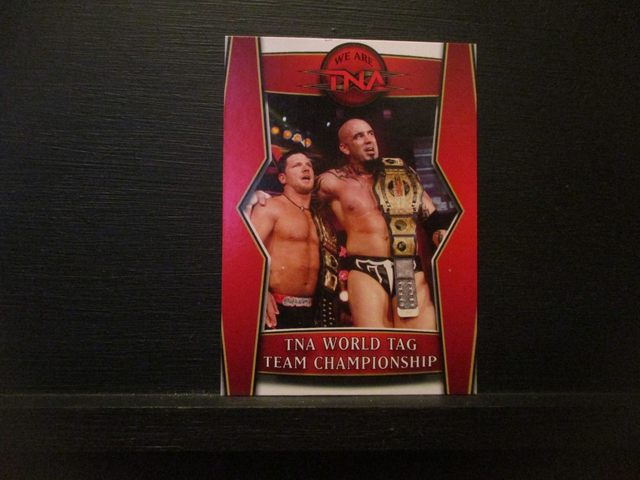 WE ARE
TNA
TNA WORLD TAG
TEAM CHAMPIONSHIP